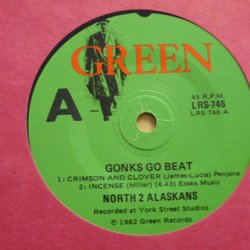 GREEN
A
45 R.P.M.
LRS-746
LRS 746 A
GONKS GO BEAT
1: CRIMSON AND CLOVER (James-Lucia) Penjane
2: INCENSE (Miller) (4.43) Essex Music
NORTH 2 ALASKANS
Recorded at York Street Studios
℗ 1982 Green Records